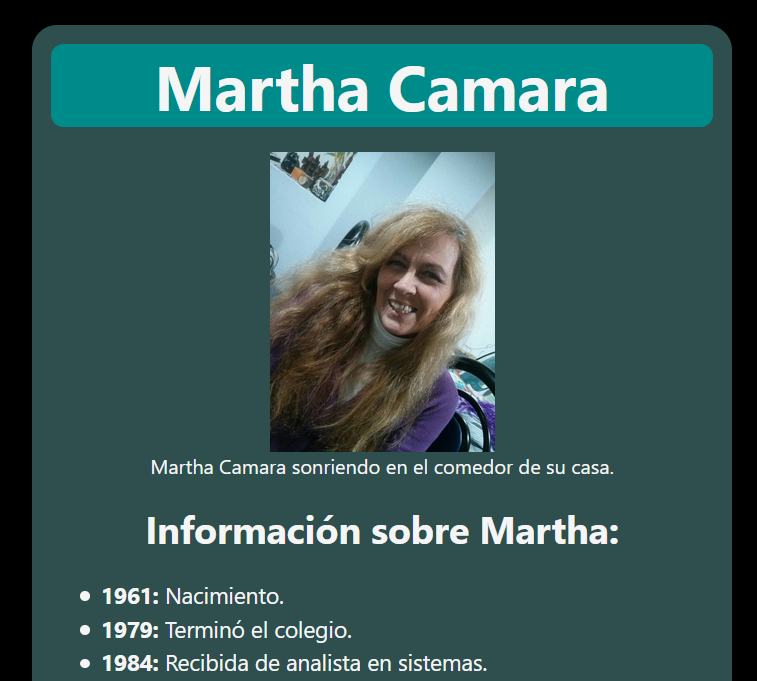 Martha Camara
Martha Camara sonriendo en el comedor de su casa.
Información sobre Martha:
1961: Nacimiento.
1979: Terminó el colegio.
1984: Recibida de analista en sistemas.